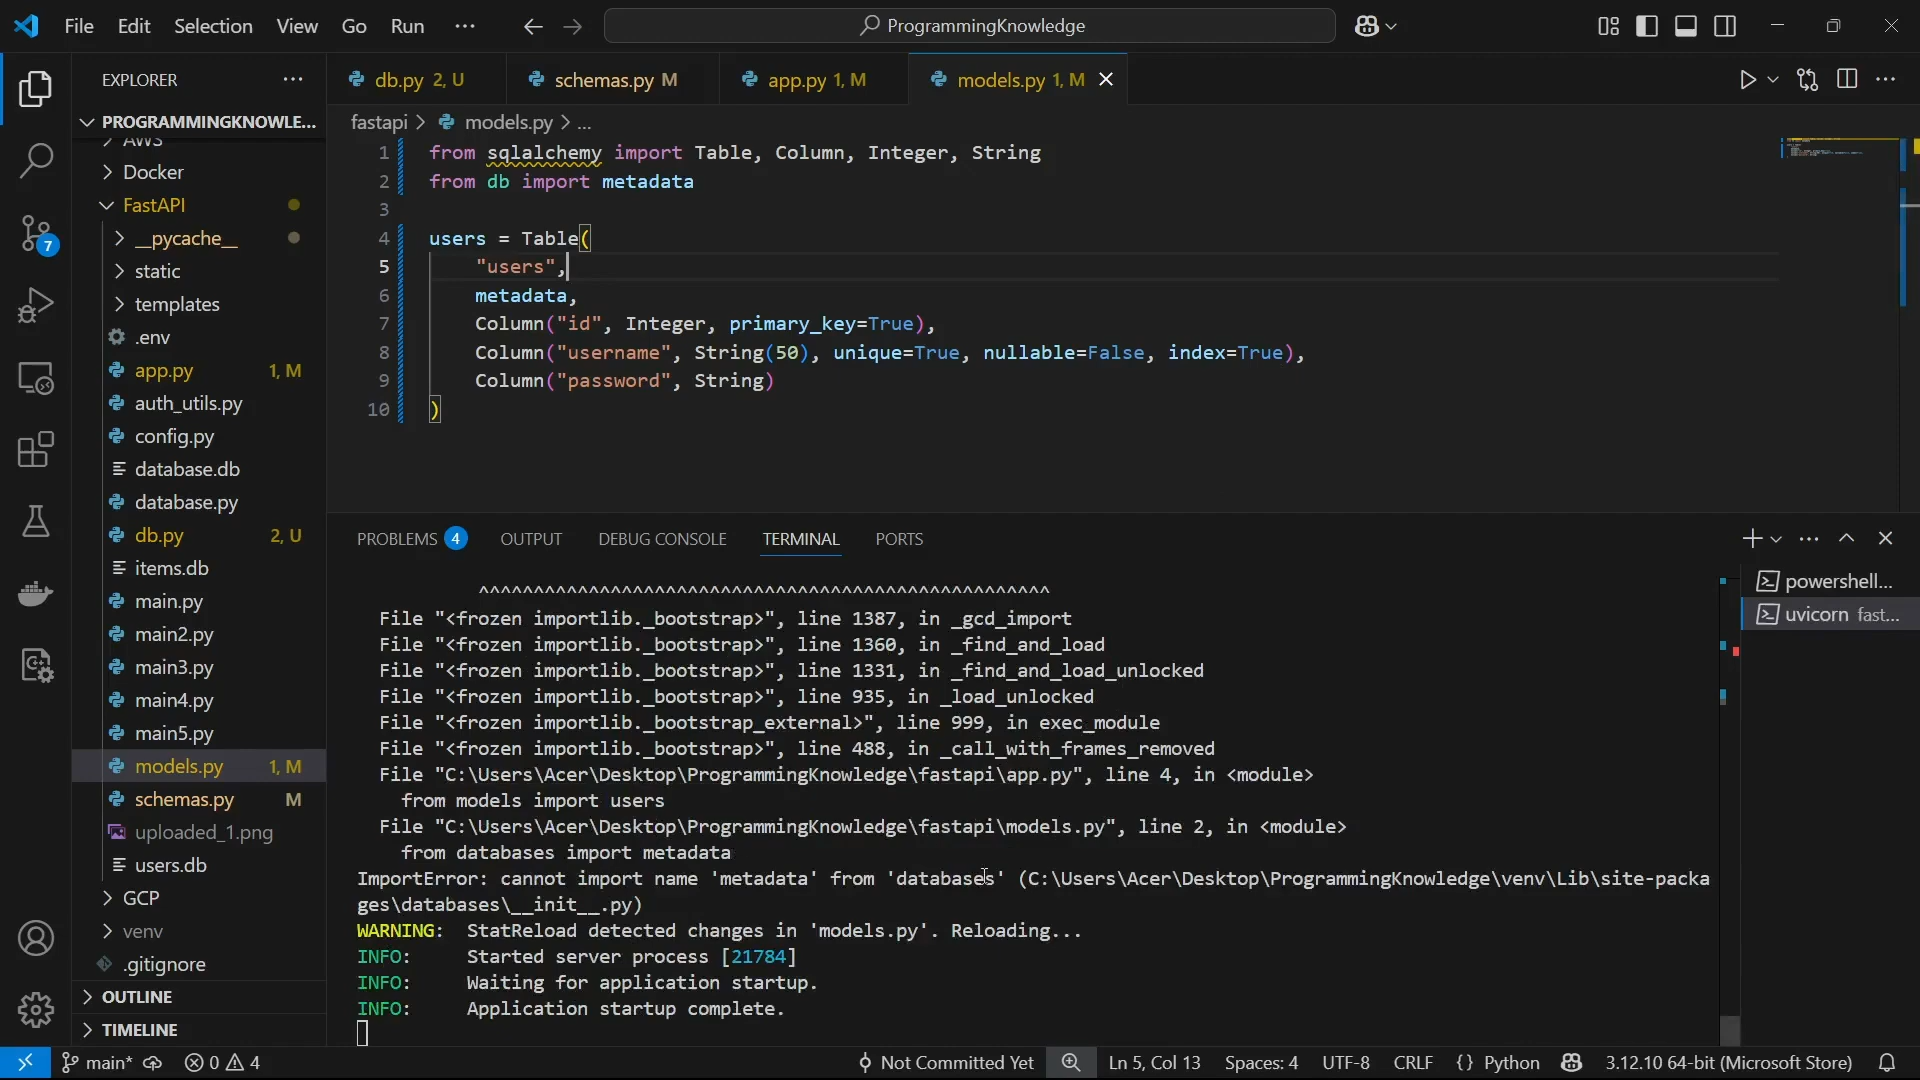 File Edit Selection View Go Run ··· ProgrammingKnowledge
EXPLORER
PROGRAMMINGKNOWLE...
AWS
Docker
FastAPI
__pycache__
static
templates
.env
app.py 1, M
auth_utils.py
config.py
database.db
database.py
db.py 2, U
items.db
main.py
main2.py
main3.py
main4.py
main5.py
models.py 1, M
schemas.py M
uploaded_1.png
users.db
GCP
venv
.gitignore
OUTLINE
TIMELINE
7
db.py 2, U schemas.py M app.py 1, M models.py 1, M
fastapi > models.py > ...
1 from sqlalchemy import Table, Column, Integer, String
2 from db import metadata
3
4 users = Table(
5 "users",
6 metadata,
7 Column("id", Integer, primary_key=True),
8 Column("username", String(50), unique=True, nullable=False, index=True),
9 Column("password", String)
10 )
PROBLEMS 4 OUTPUT DEBUG CONSOLE TERMINAL PORTS
^^^^^^^^^^^^^^^^^^^^^^^^^^^^^^^^^^^^^^^^^^^^^^^^^^^^
File "<frozen importlib._bootstrap>", line 1387, in _gcd_import
File "<frozen importlib._bootstrap>", line 1360, in _find_and_load
File "<frozen importlib._bootstrap>", line 1331, in _find_and_load_unlocked
File "<frozen importlib._bootstrap>", line 935, in _load_unlocked
File "<frozen importlib._bootstrap_external>", line 999, in exec_module
File "<frozen importlib._bootstrap>", line 488, in _call_with_frames_removed
File "C:\Users\Acer\Desktop\ProgrammingKnowledge\fastapi\app.py", line 4, in <module>
from models import users
File "C:\Users\Acer\Desktop\ProgrammingKnowledge\fastapi\models.py", line 2, in <module>
from databases import metadata
ImportError: cannot import name 'metadata' from 'databases' (C:\Users\Acer\Desktop\ProgrammingKnowledge\venv\Lib\site-packa
ges\databases\__init__.py)
WARNING: StatReload detected changes in 'models.py'. Reloading...
INFO: Started server process [21784]
INFO: Waiting for application startup.
INFO: Application startup complete.
powershell...
uvicorn fast...
main* 0 4 Not Committed Yet Ln 5, Col 13 Spaces: 4 UTF-8 CRLF {} Python 3.12.10 64-bit (Microsoft Store)